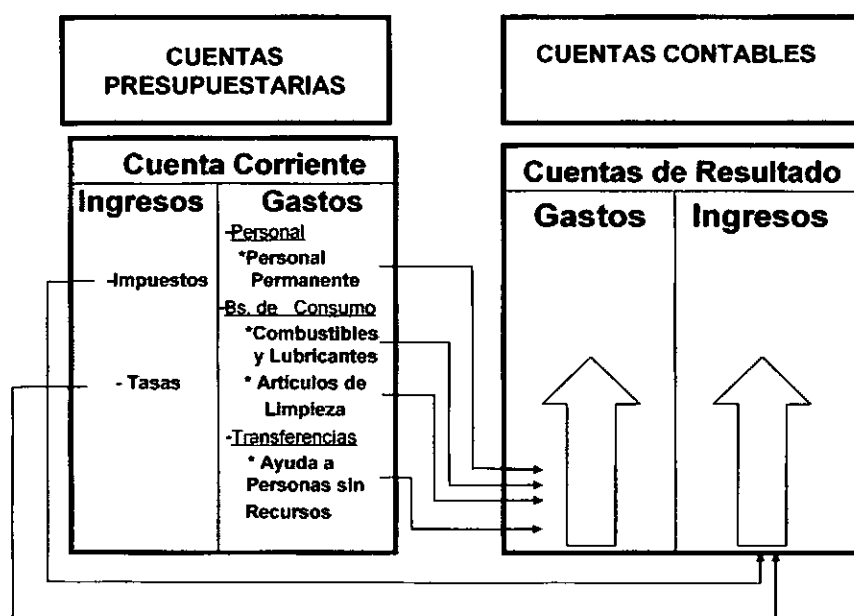 CUENTAS
PRESUPUESTARIAS
CUENTAS CONTABLES
Cuenta Corriente
Ingresos
Gastos
-Personal
*Personal
Permanente
-Impuestos
-Bs. de Consumo
*Combustibles
y Lubricantes
- Tasas
* Artículos de
Limpieza
-Transferencias
* Ayuda a
Personas sin
Recursos
Cuentas de Resultado
Gastos
Ingresos